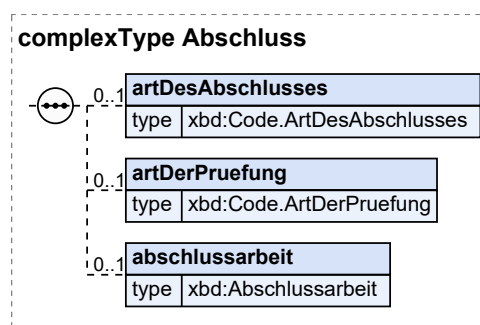 complexType Abschluss
0..1 artDesAbschlusses
type xbd:Code.ArtDesAbschlusses
0..1 artDerPruefung
type xbd:Code.ArtDerPruefung
0..1 abschlussarbeit
type xbd:Abschlussarbeit